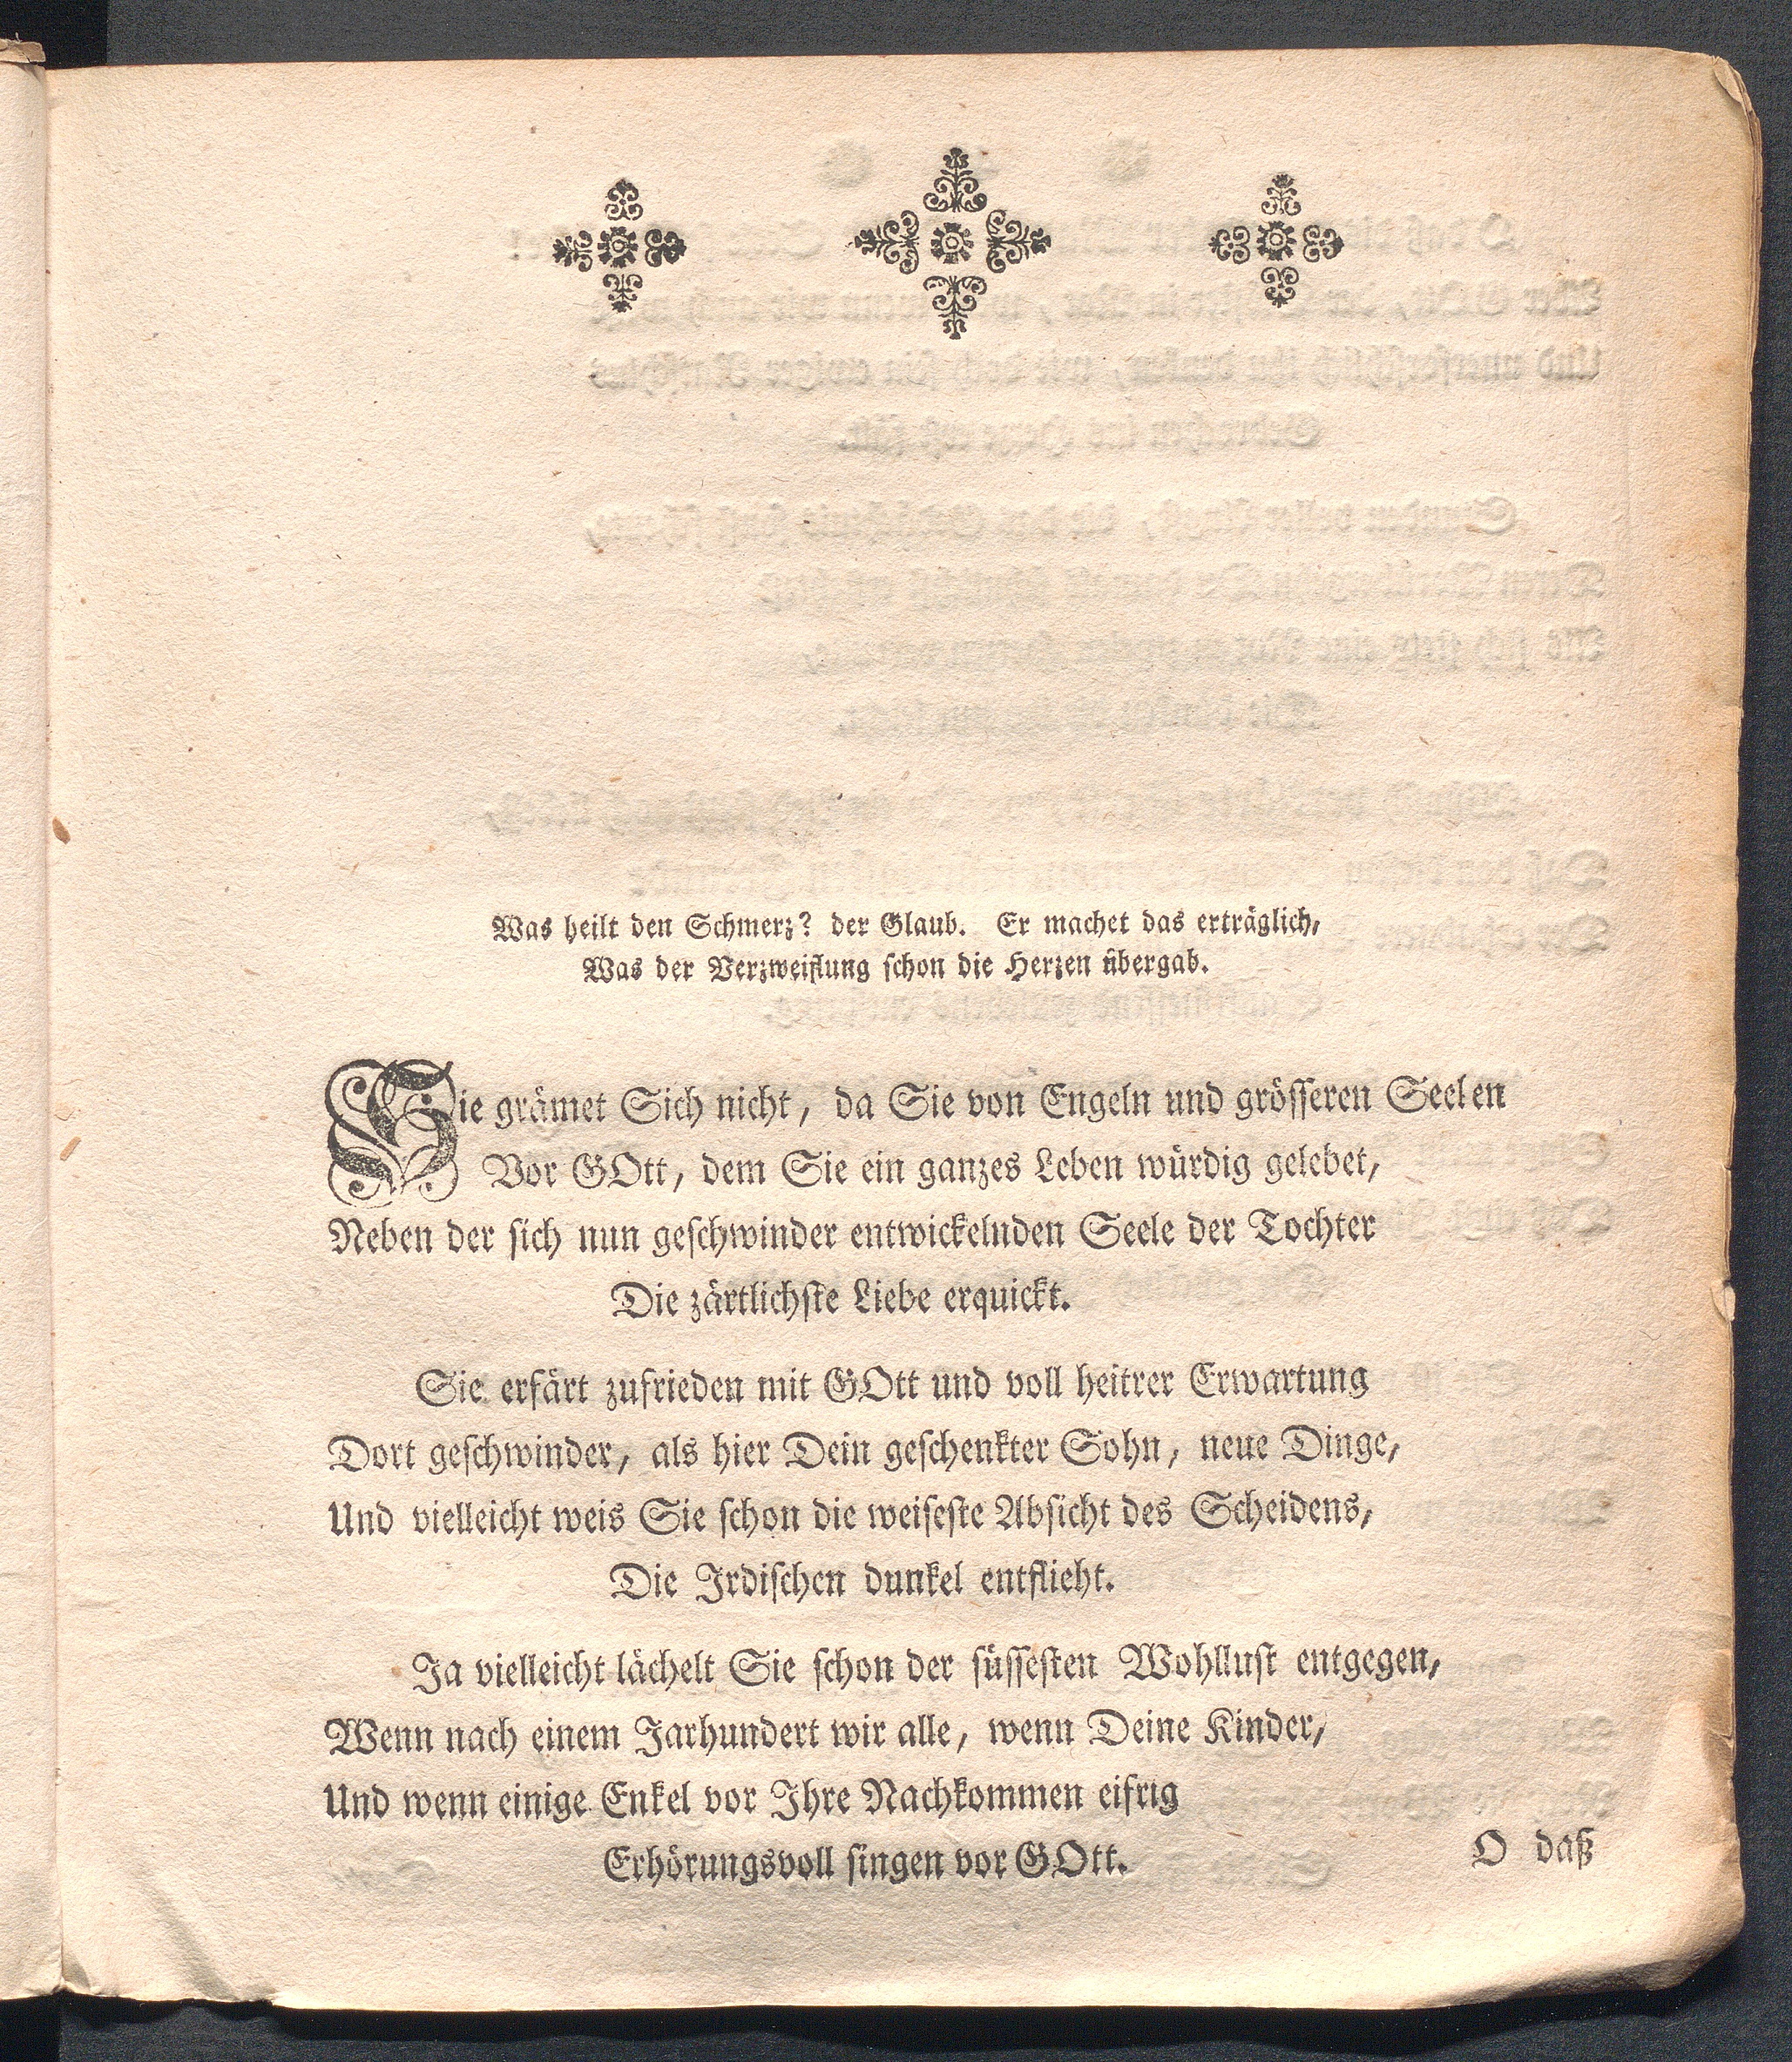 Was heilt den Schmerz? der Glaub. Er machet das erträglich,
Was der Verzweiflung schon die Herzen übergab.
Sie grämet Sich nicht, da Sie von Engeln und grösseren Seelen
Vor GOtt, dem Sie ein ganzes Leben würdig gelebet,
Neben der sich nun geschwinder entwickelnden Seele der Tochter
Die zärtlichste Liebe erquickt.
Sie erfärt zufrieden mit GOtt und voll heitrer Erwartung
Dort geschwinder, als hier Dein geschenkter Sohn, neue Dinge,
Und vielleicht weis Sie schon die weiseste Absicht des Scheidens,
Die Irdischen dunkel entflieht.
Ja vielleicht lächelt Sie schon der süssesten Wohllust entgegen,
Wenn nach einem Jarhundert wir alle, wenn Deine Kinder,
Und wenn einige Enkel vor Ihre Nachkommen eifrig
Erhörungsvoll singen vor GOtt.
O daß